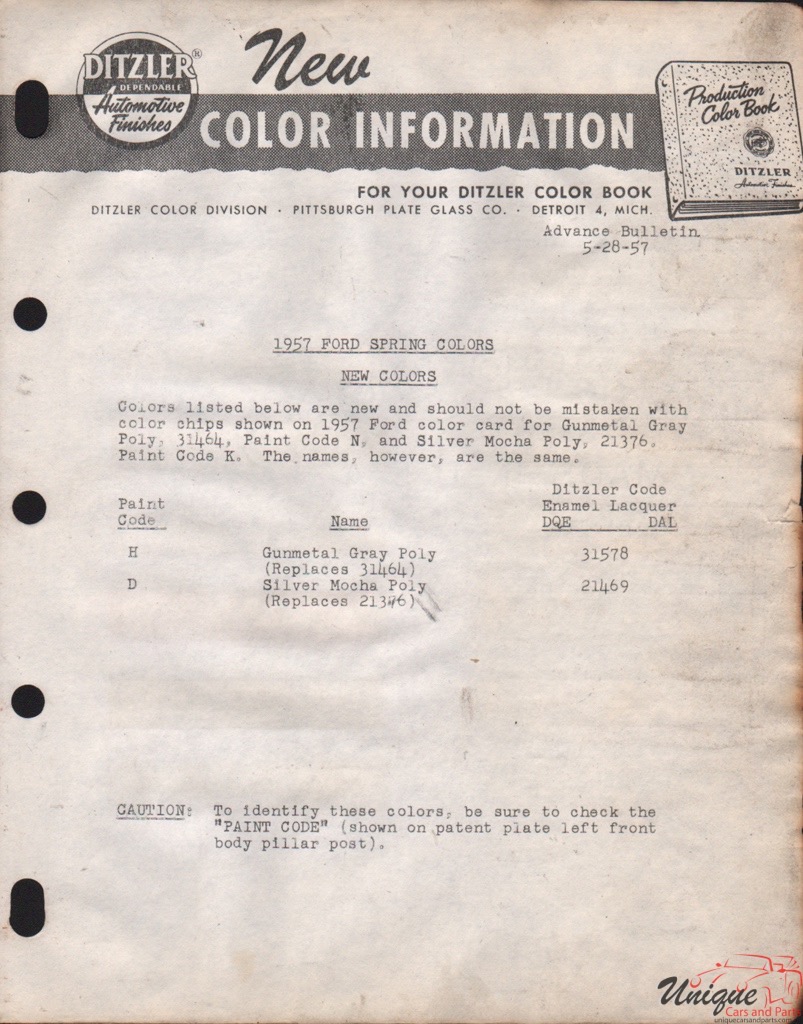 DITZLER®
DEPENDABLE
Automotive
Finishes
New
COLOR INFORMATION
Production
Color Book
DITZLER
Automotive Finishes
FOR YOUR DITZLER COLOR BOOK
DITZLER COLOR DIVISION · PITTSBURGH PLATE GLASS CO. · DETROIT 4, MICH.
Advance Bulletin
5-28-57
1957 FORD SPRING COLORS
NEW COLORS
Colors listed below are new and should not be mistaken with
color chips shown on 1957 Ford color card for Gunmetal Gray
Poly, 31464, Paint Code N, and Silver Mocha Poly, 21376.
Paint Code K. The names, however, are the same.
Ditzler Code
Paint Enamel Lacquer
Code Name DQE DAL
H Gunmetal Gray Poly 31578
(Replaces 31464)
D Silver Mocha Poly 21469
(Replaces 21376)
CAUTION: To identify these colors, be sure to check the
"PAINT CODE" (shown on patent plate left front
body pillar post).
Unique
Cars and Parts
uniquecarsandparts.com